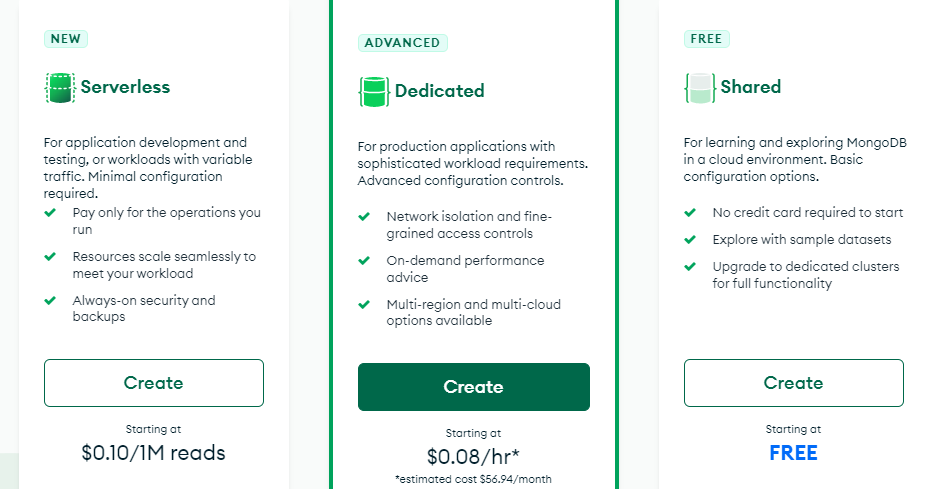 NEW
Serverless
For application development and
testing, or workloads with variable
traffic. Minimal configuration
required.
Pay only for the operations you
run
Resources scale seamlessly to
meet your workload
Always-on security and
backups
Create
Starting at
$0.10/1M reads
ADVANCED
Dedicated
For production applications with
sophisticated workload requirements.
Advanced configuration controls.
Network isolation and fine-
grained access controls
On-demand performance
advice
Multi-region and multi-cloud
options available
Create
Starting at
$0.08/hr*
*estimated cost $56.94/month
FREE
Shared
For learning and exploring MongoDB
in a cloud environment. Basic
configuration options.
No credit card required to start
Explore with sample datasets
Upgrade to dedicated clusters
for full functionality
Create
Starting at
FREE